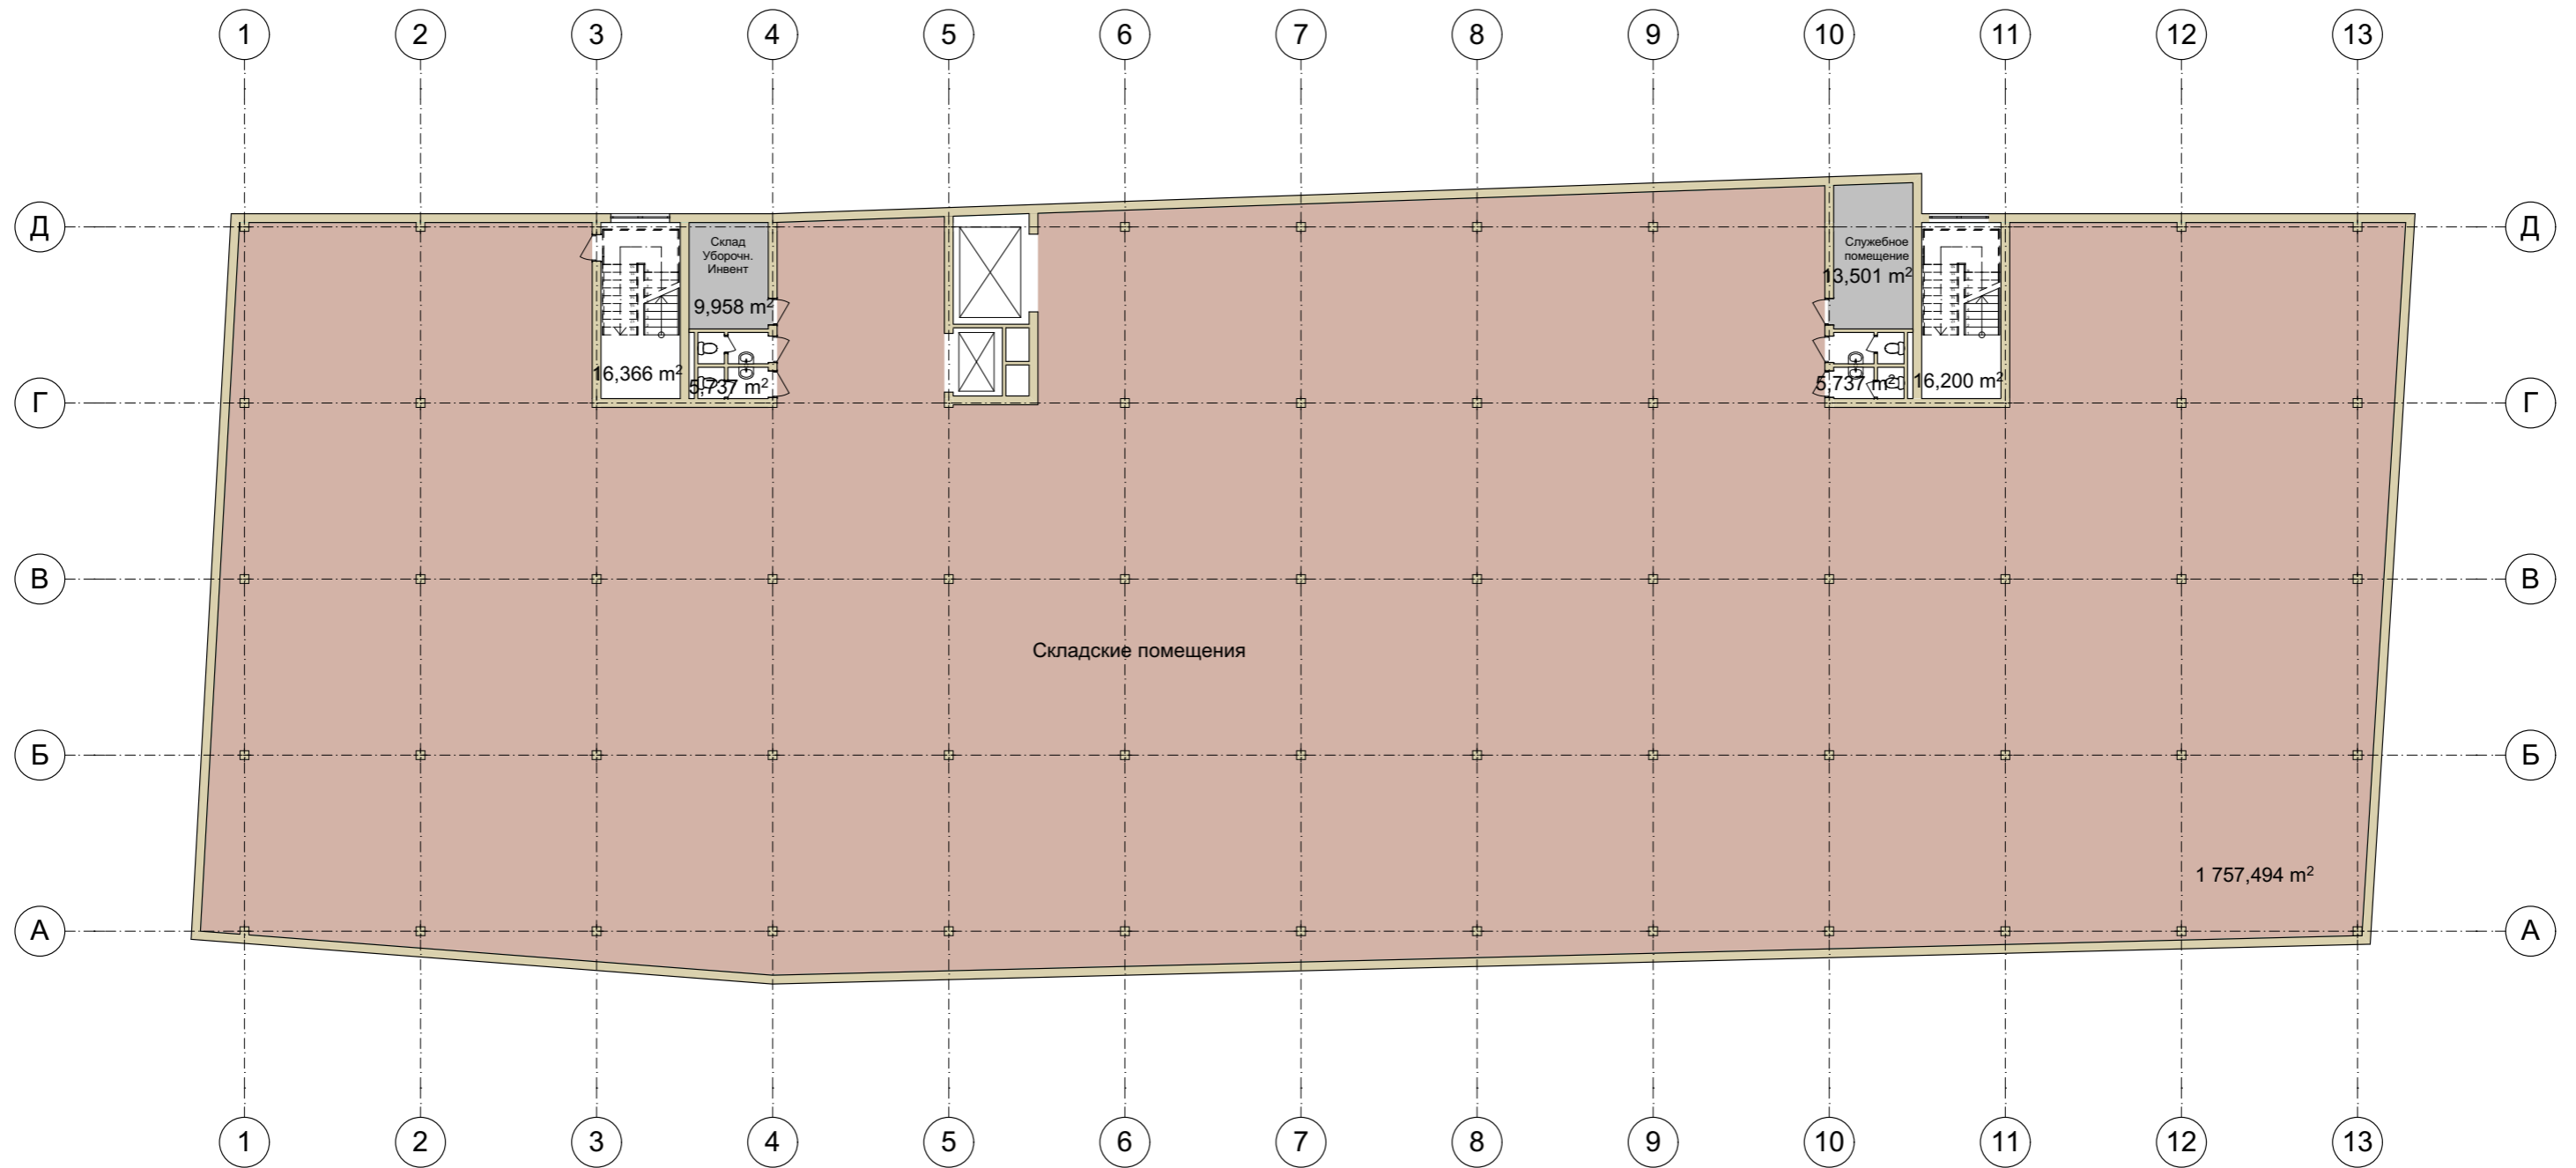 1 2 3 4 5 6 7 8 9 10 11 12 13
Д Д
Склад
Уборочн.
Инвент
9,958 m²
Служебное
помещение
13,501 m²
16,366 m²
5,737 m²
5,737 m²
16,200 m²
Г Г
В В
Складские помещения
Б Б
1 757,494 m²
А А
1 2 3 4 5 6 7 8 9 10 11 12 13